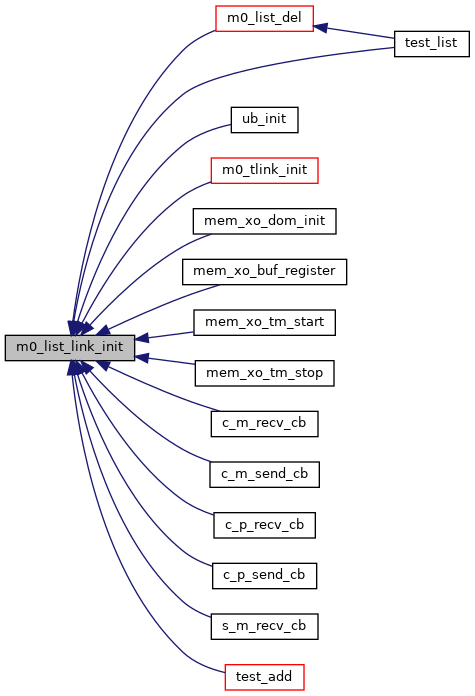 m0_list_del
test_list
ub_init
m0_tlink_init
mem_xo_dom_init
mem_xo_buf_register
mem_xo_tm_start
m0_list_link_init
mem_xo_tm_stop
c_m_recv_cb
c_m_send_cb
c_p_recv_cb
c_p_send_cb
s_m_recv_cb
test_add